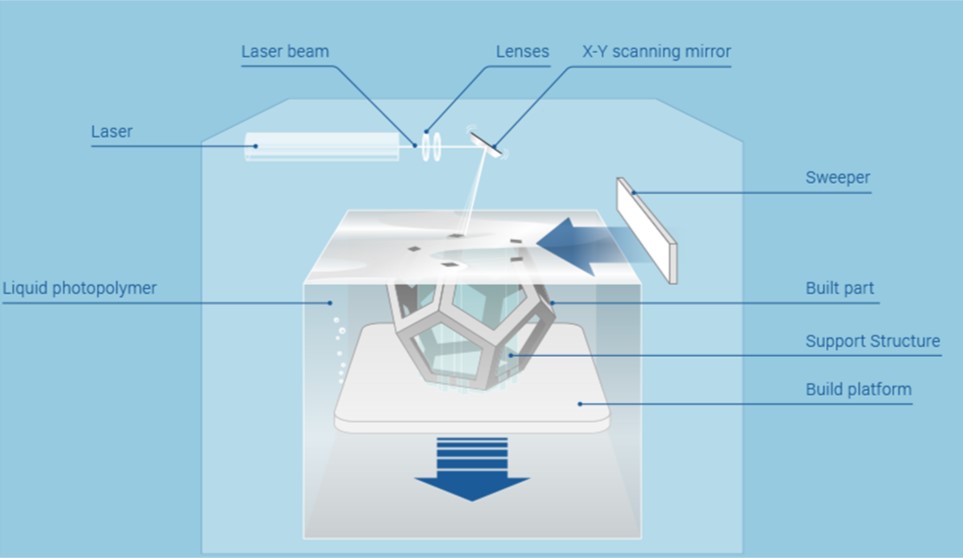 Laser beam
Lenses
X-Y scanning mirror
Laser
Sweeper
Liquid photopolymer
Built part
Support Structure
Build platform